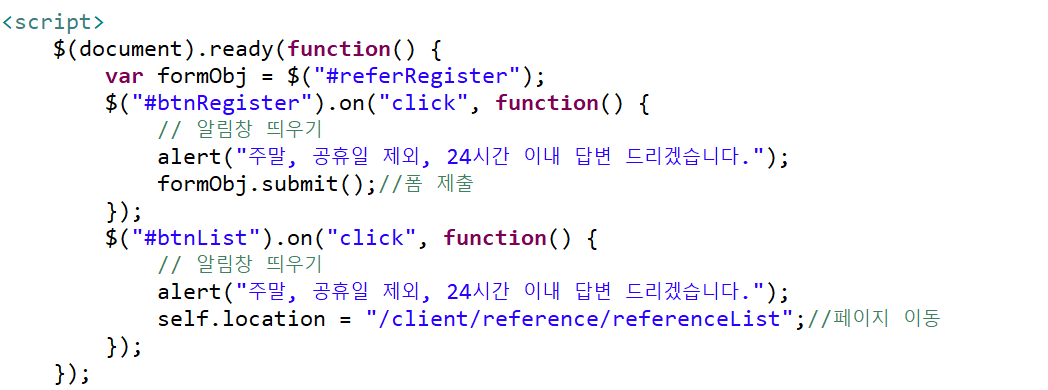 <script>
    $(document).ready(function() {
        var formObj = $("#referRegister");
        $("#btnRegister").on("click", function() {
            // 알림창 띄우기
            alert("주말, 공휴일 제외, 24시간 이내 답변 드리겠습니다.");
            formObj.submit();//폼 제출
        });
        $("#btnList").on("click", function() {
            // 알림창 띄우기
            alert("주말, 공휴일 제외, 24시간 이내 답변 드리겠습니다.");
            self.location = "/client/reference/referenceList";//페이지 이동
        });
    });